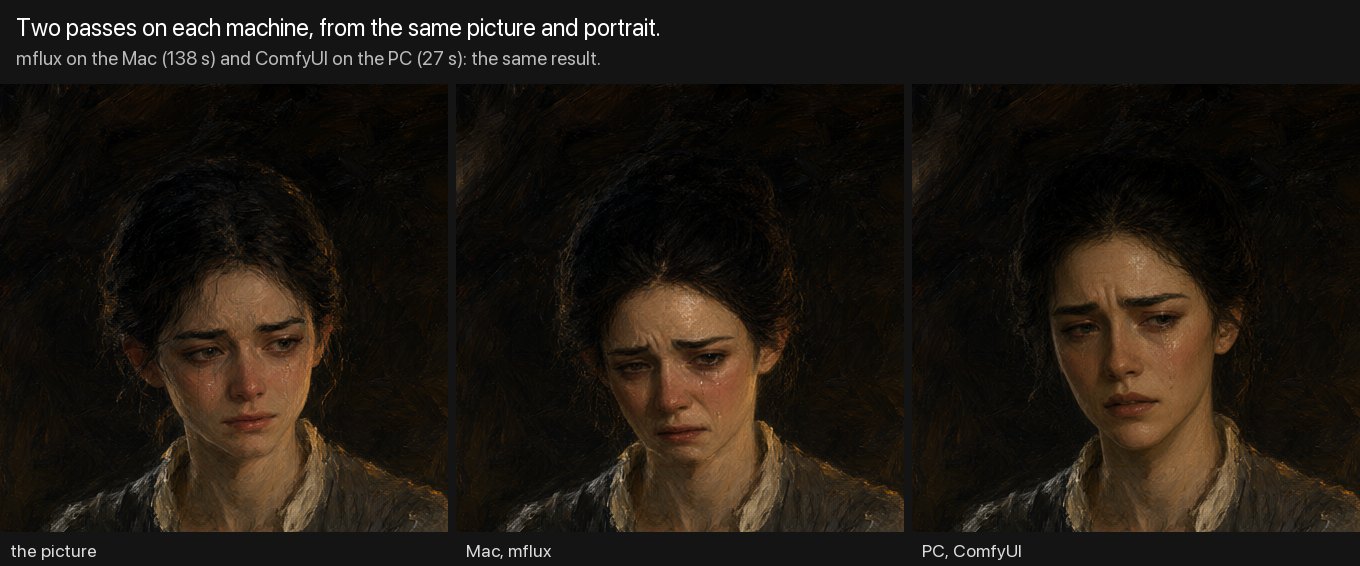 Two passes on each machine, from the same picture and portrait.
mflux on the Mac (138 s) and ComfyUI on the PC (27 s): the same result.
the picture
Mac, mflux
PC, ComfyUI